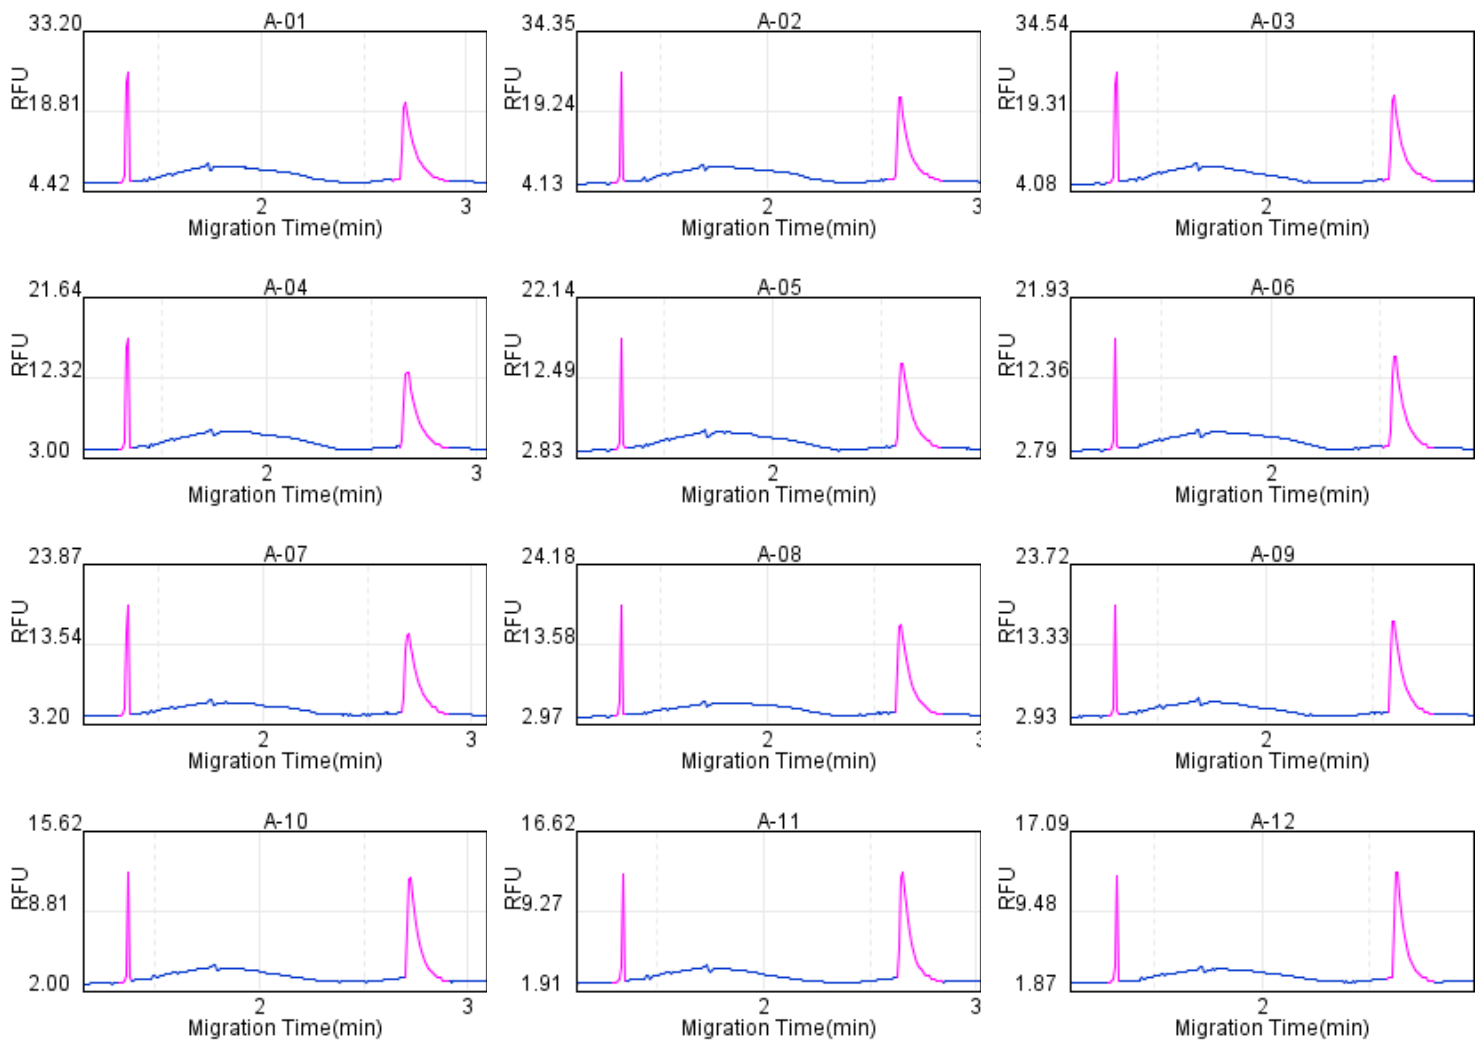 33.20 A-01
RFU
18.81
4.42
2 3
Migration Time(min)
34.35 A-02
RFU
19.24
4.13
2 3
Migration Time(min)
34.54 A-03
RFU
19.31
4.08
2
Migration Time(min)
21.64 A-04
RFU
12.32
3.00
2 3
Migration Time(min)
22.14 A-05
RFU
12.49
2.83
2
Migration Time(min)
21.93 A-06
RFU
12.36
2.79
2
Migration Time(min)
23.87 A-07
RFU
13.54
3.20
2 3
Migration Time(min)
24.18 A-08
RFU
13.58
2.97
2
Migration Time(min)
23.72 A-09
RFU
13.33
2.93
2
Migration Time(min)
15.62 A-10
RFU
8.81
2.00
2 3
Migration Time(min)
16.62 A-11
RFU
9.27
1.91
2 3
Migration Time(min)
17.09 A-12
RFU
9.48
1.87
2
Migration Time(min)